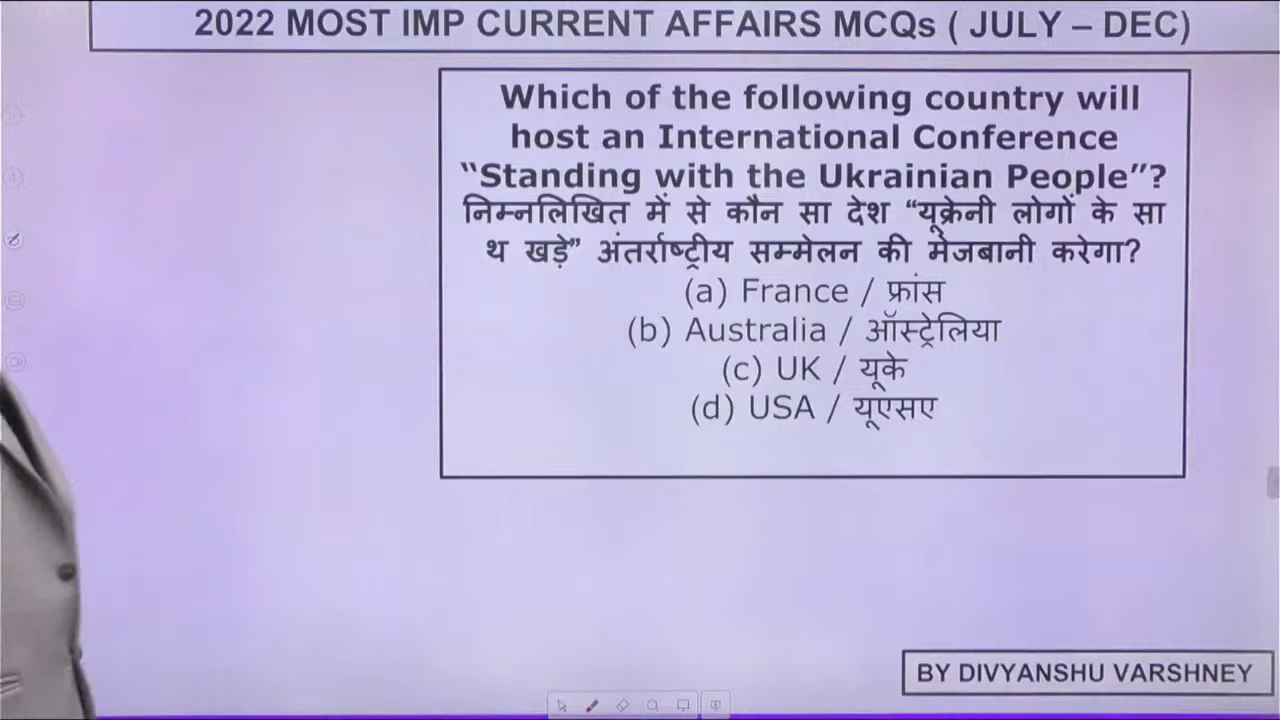 2022 MOST IMP CURRENT AFFAIRS MCQs ( JULY – DEC)
Which of the following country will
host an International Conference
“Standing with the Ukrainian People”?
निम्नलिखित में से कौन सा देश “यूक्रेनी लोगों के सा
थ खड़े” अंतर्राष्ट्रीय सम्मेलन की मेजबानी करेगा?
(a) France / फ्रांस
(b) Australia / ऑस्ट्रेलिया
(c) UK / यूके
(d) USA / यूएसए
BY DIVYANSHU VARSHNEY